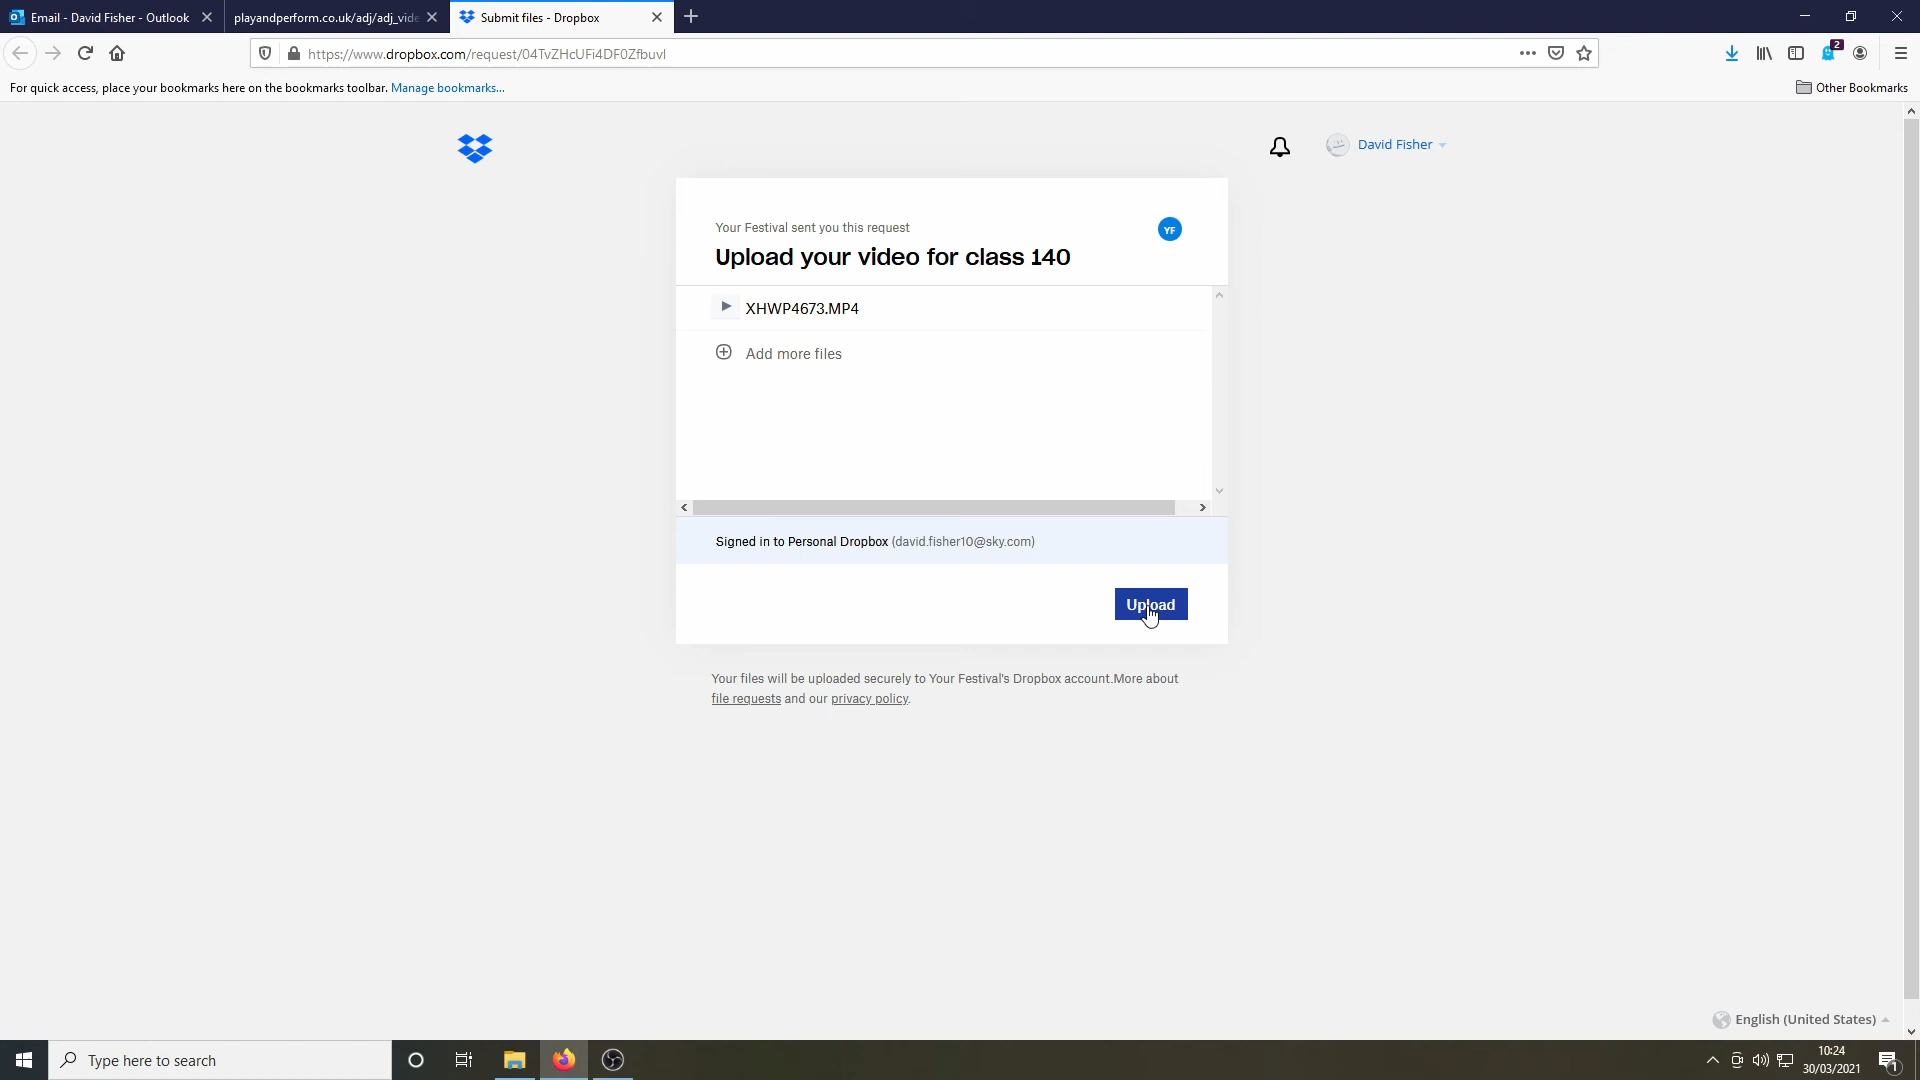 Email - David Fisher - Outlook
playandperform.co.uk/adj/adj_vide
Submit files - Dropbox
https://www.dropbox.com/request/04TvZHcUFi4DF0Zfbuvl
2
For quick access, place your bookmarks here on the bookmarks toolbar. Manage bookmarks...
Other Bookmarks
David Fisher
Your Festival sent you this request
YF
Upload your video for class 140
XHWP4673.MP4
Add more files
Signed in to Personal Dropbox (david.fisher10@sky.com)
Upload
Your files will be uploaded securely to Your Festival's Dropbox account.More about
file requests and our privacy policy.
English (United States)
Type here to search
10:24
30/03/2021
1